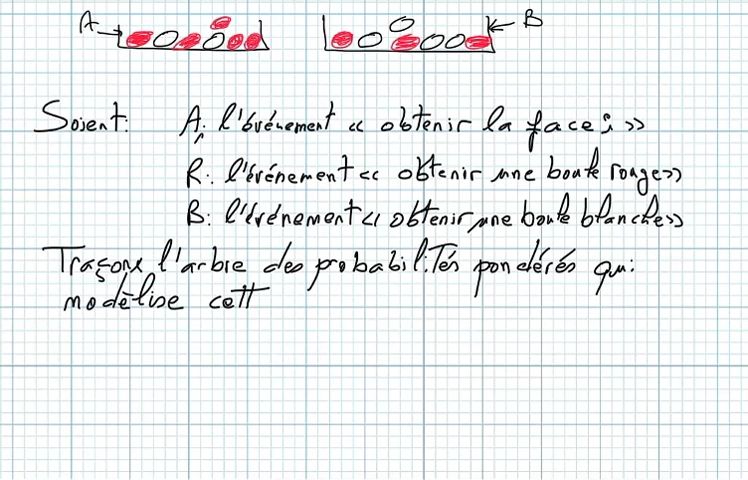 A B
Soient: Aᵢ: l'événement << obtenir la face i >>
R: l'événement << obtenir une boule rouge>>
B: l'événement << obtenir une boule blanche>>
Traçons l'arbre des probabilités pondérés qui
modélise cett